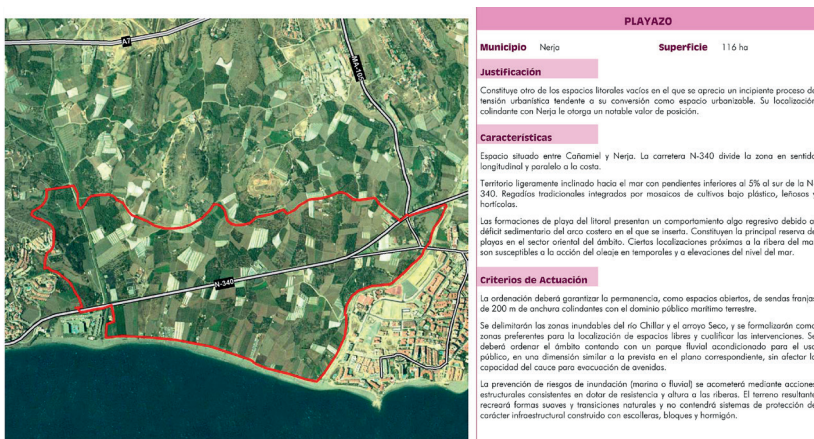 A7
MA-105
N-340
PLAYAZO
Municipio Nerja Superficie 116 ha
Justificación
Constituye otro de los espacios litorales vacíos en el que se aprecia un incipiente proceso de
tensión urbanística tendente a su conversión como espacio urbanizable. Su localización
colindante con Nerja le otorga un notable valor de posición.
Características
Espacio situado entre Cañamiel y Nerja. La carretera N-340 divide la zona en sentido
longitudinal y paralelo a la costa.
Territorio ligeramente inclinado hacia el mar con pendientes inferiores al 5% al sur de la N-
340. Regadíos tradicionales integrados por mosaicos de cultivos bajo plástico, leñosas y
hortícolas.
Las formaciones de playa del litoral presentan un comportamiento algo regresivo debido a
déficit sedimentario del arco costero en el que se inserta. Constituyen la principal reserva de
playas en el sector oriental del ámbito. Ciertas localizaciones próximas a la ribera del ma
son susceptibles a la acción del oleaje en temporales y a elevaciones del nivel del mar.
Criterios de Actuación
La ordenación deberá garantizar la permanencia, como espacios abiertos, de sendas franjas
de 200 m de anchura colindantes con el dominio público marítimo terrestre.
Se delimitarán las zonas inundables del río Chillar y el arroyo Seco, y se formalizarán como
zonas preferentes para la localización de espacios libres y cualificar las intervenciones. Se
deberá ordenar el ámbito contando con un parque fluvial acondicionado para el uso
público, en una dimensión similar a la prevista en el plano correspondiente, sin afectar la
capacidad del cauce para evacuación de avenidas.
La prevención de riesgos de inundación (marina o fluvial) se acometerá mediante acciones
estructurales consistentes en dotar de resistencia y altura a las riberas. El terreno resultante
recreará formas suaves y transiciones naturales y no contendrá sistemas de protección de
carácter infraestructural construido con escolleras, bloques y hormigón.